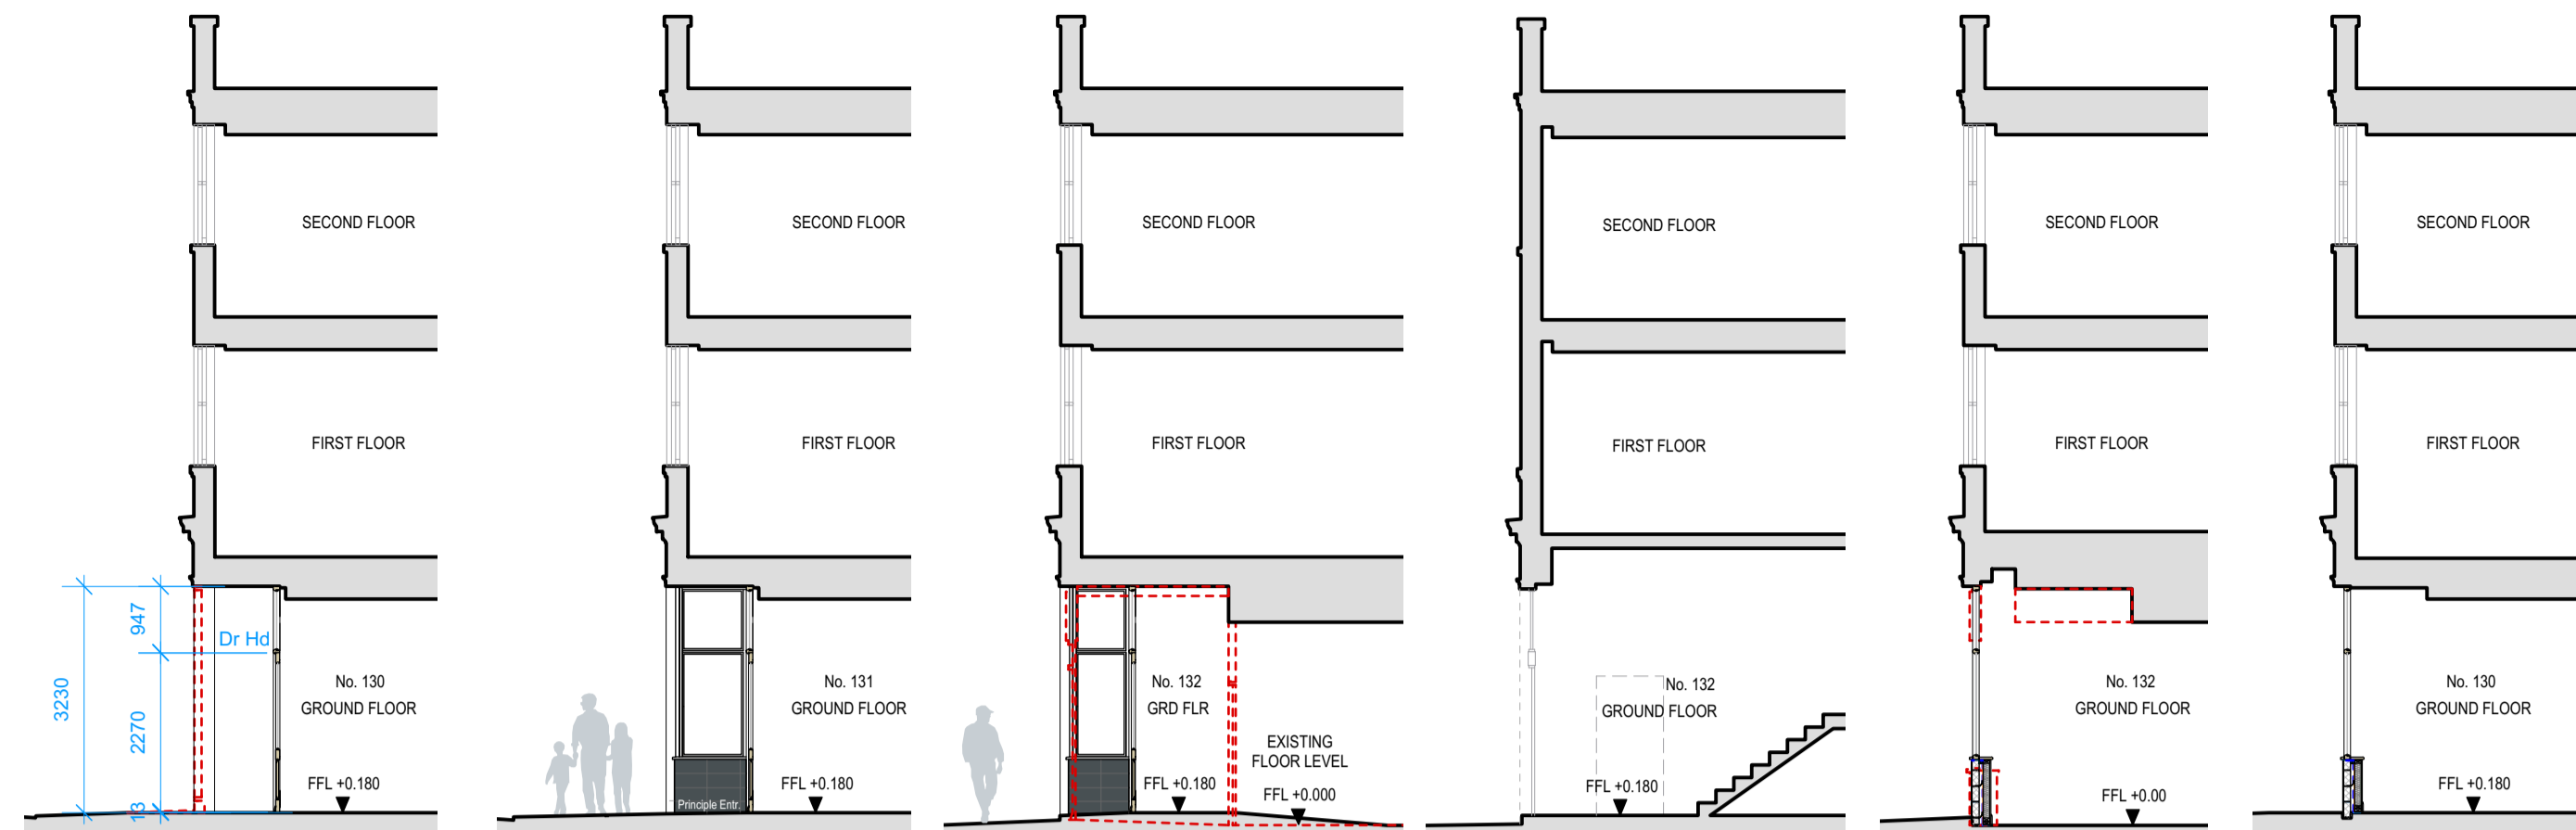 SECOND FLOOR
FIRST FLOOR
947
Dr Hd
3230
2270
13
No. 130
GROUND FLOOR
FFL +0.180
SECOND FLOOR
FIRST FLOOR
No. 131
GROUND FLOOR
FFL +0.180
Principle Entr.
SECOND FLOOR
FIRST FLOOR
No. 132
GRD FLR
FFL +0.180
EXISTING
FLOOR LEVEL
FFL +0.000
SECOND FLOOR
FIRST FLOOR
No. 132
GROUND FLOOR
FFL +0.180
SECOND FLOOR
FIRST FLOOR
No. 132
GROUND FLOOR
FFL +0.00
SECOND FLOOR
FIRST FLOOR
No. 130
GROUND FLOOR
FFL +0.180